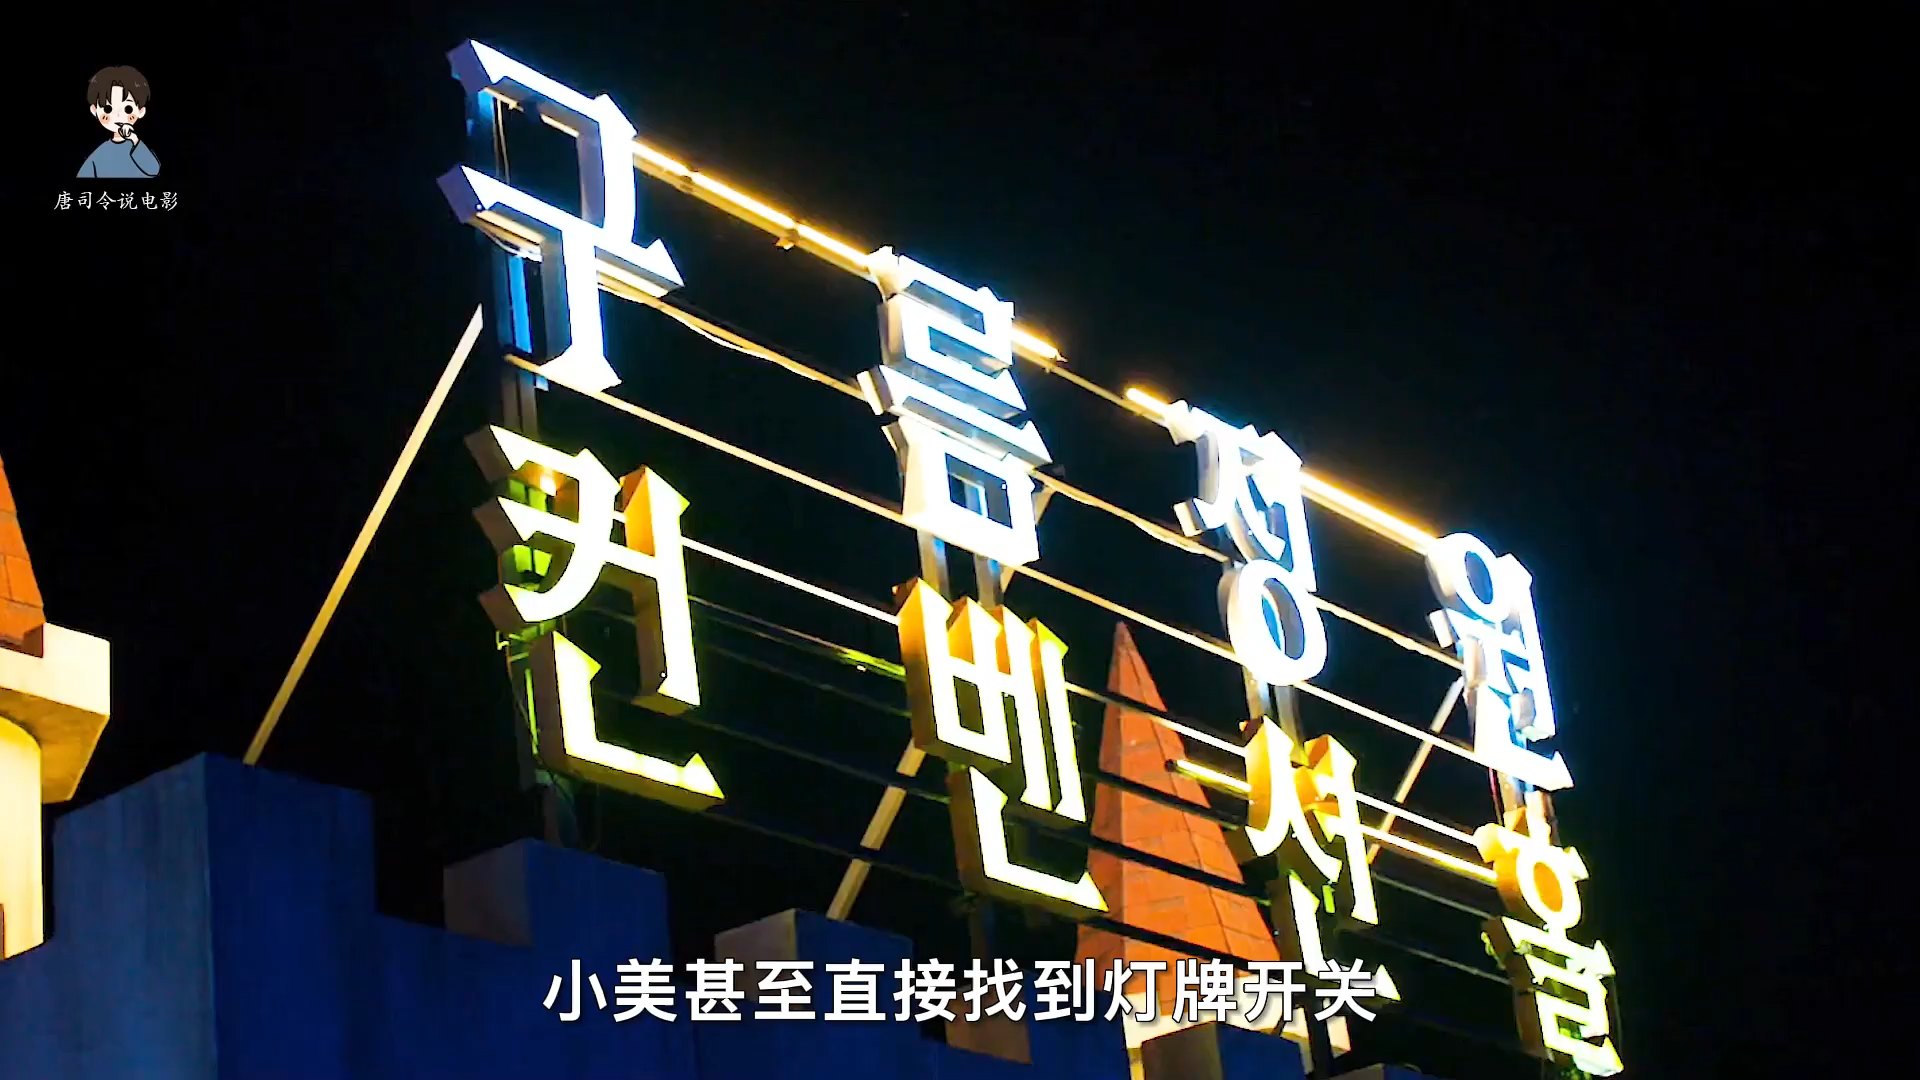 唐司令说电影
구름정원
컨벤션홀
小美甚至直接找到灯牌开关